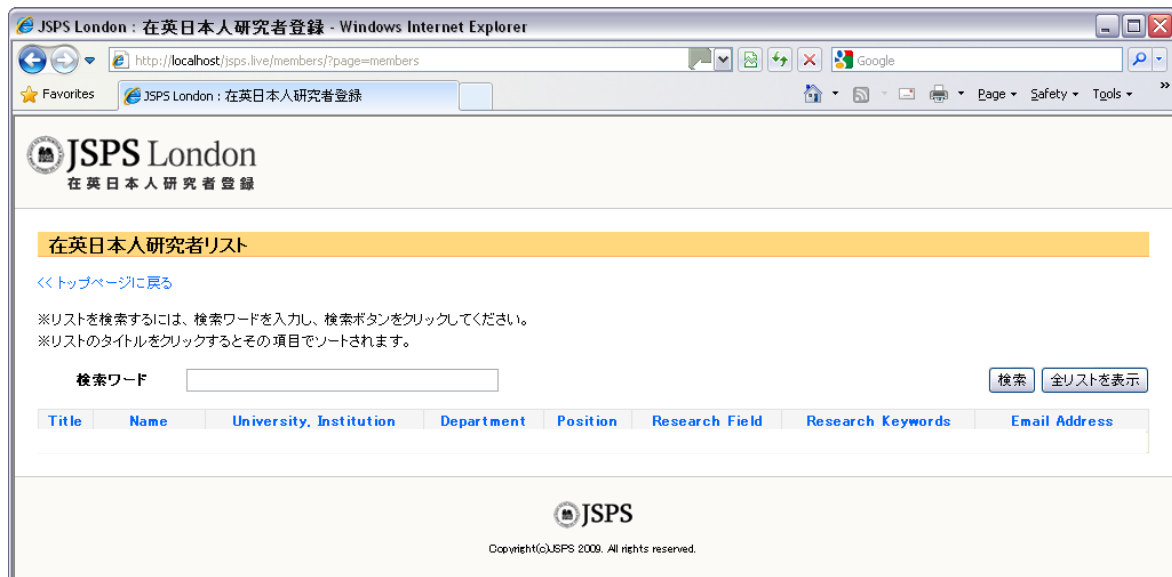 JSPS London : 在英日本人研究者登録 - Windows Internet Explorer
http://localhost/jsps.live/members/?page=members
Google
Favorites
JSPS London : 在英日本人研究者登録
Page
Safety
Tools
»
JSPS London
在英日本人研究者登録
在英日本人研究者リスト
<< トップページに戻る
※リストを検索するには、検索ワードを入力し、検索ボタンをクリックしてください。
※リストのタイトルをクリックするとその項目でソートされます。
検索ワード
検索 全リストを表示
Title Name University, Institution Department Position Research Field Research Keywords Email Address
JSPS
Copyright(c)JSPS 2009. All rights reserved.